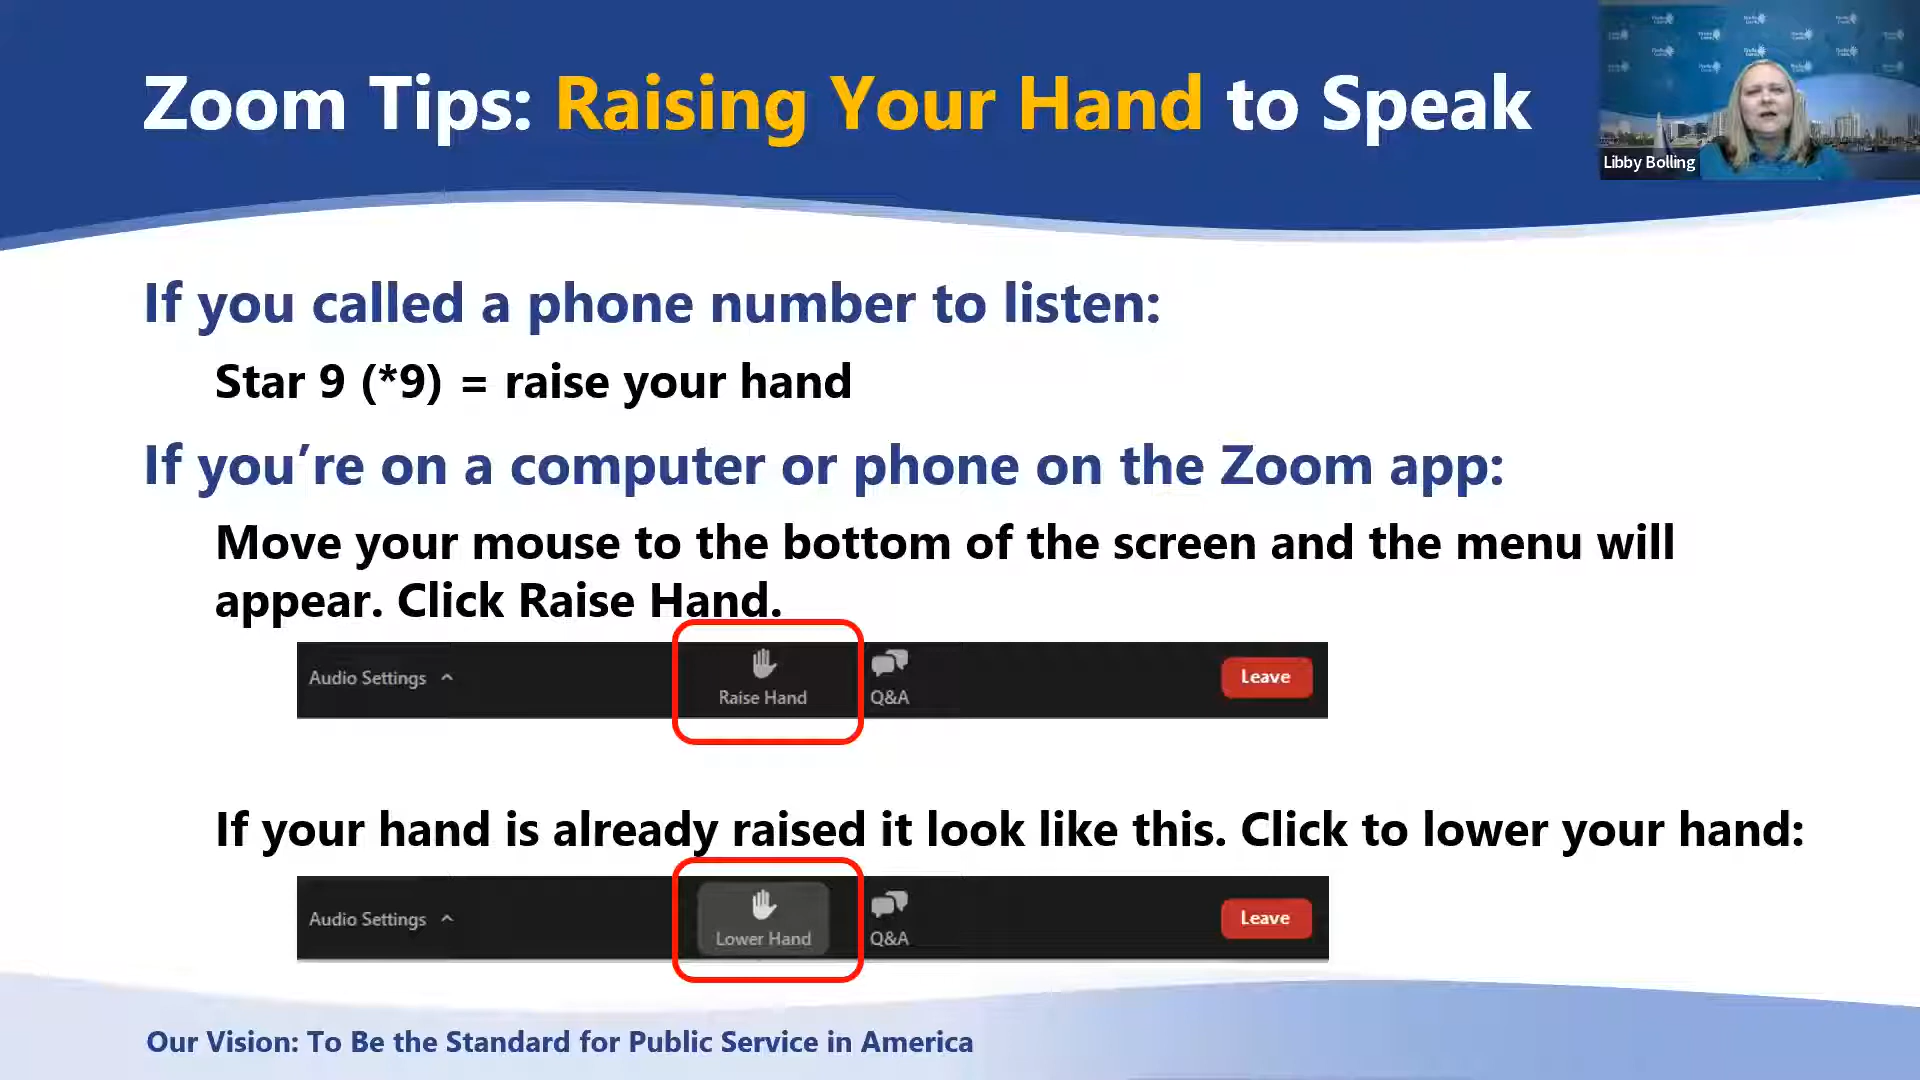 Zoom Tips: Raising Your Hand to Speak
Libby Bolling
If you called a phone number to listen:
Star 9 (*9) = raise your hand
If you’re on a computer or phone on the Zoom app:
Move your mouse to the bottom of the screen and the menu will
appear. Click Raise Hand.
Audio Settings
Raise Hand
Q&A
Leave
If your hand is already raised it look like this. Click to lower your hand:
Audio Settings
Lower Hand
Q&A
Leave
Our Vision: To Be the Standard for Public Service in America